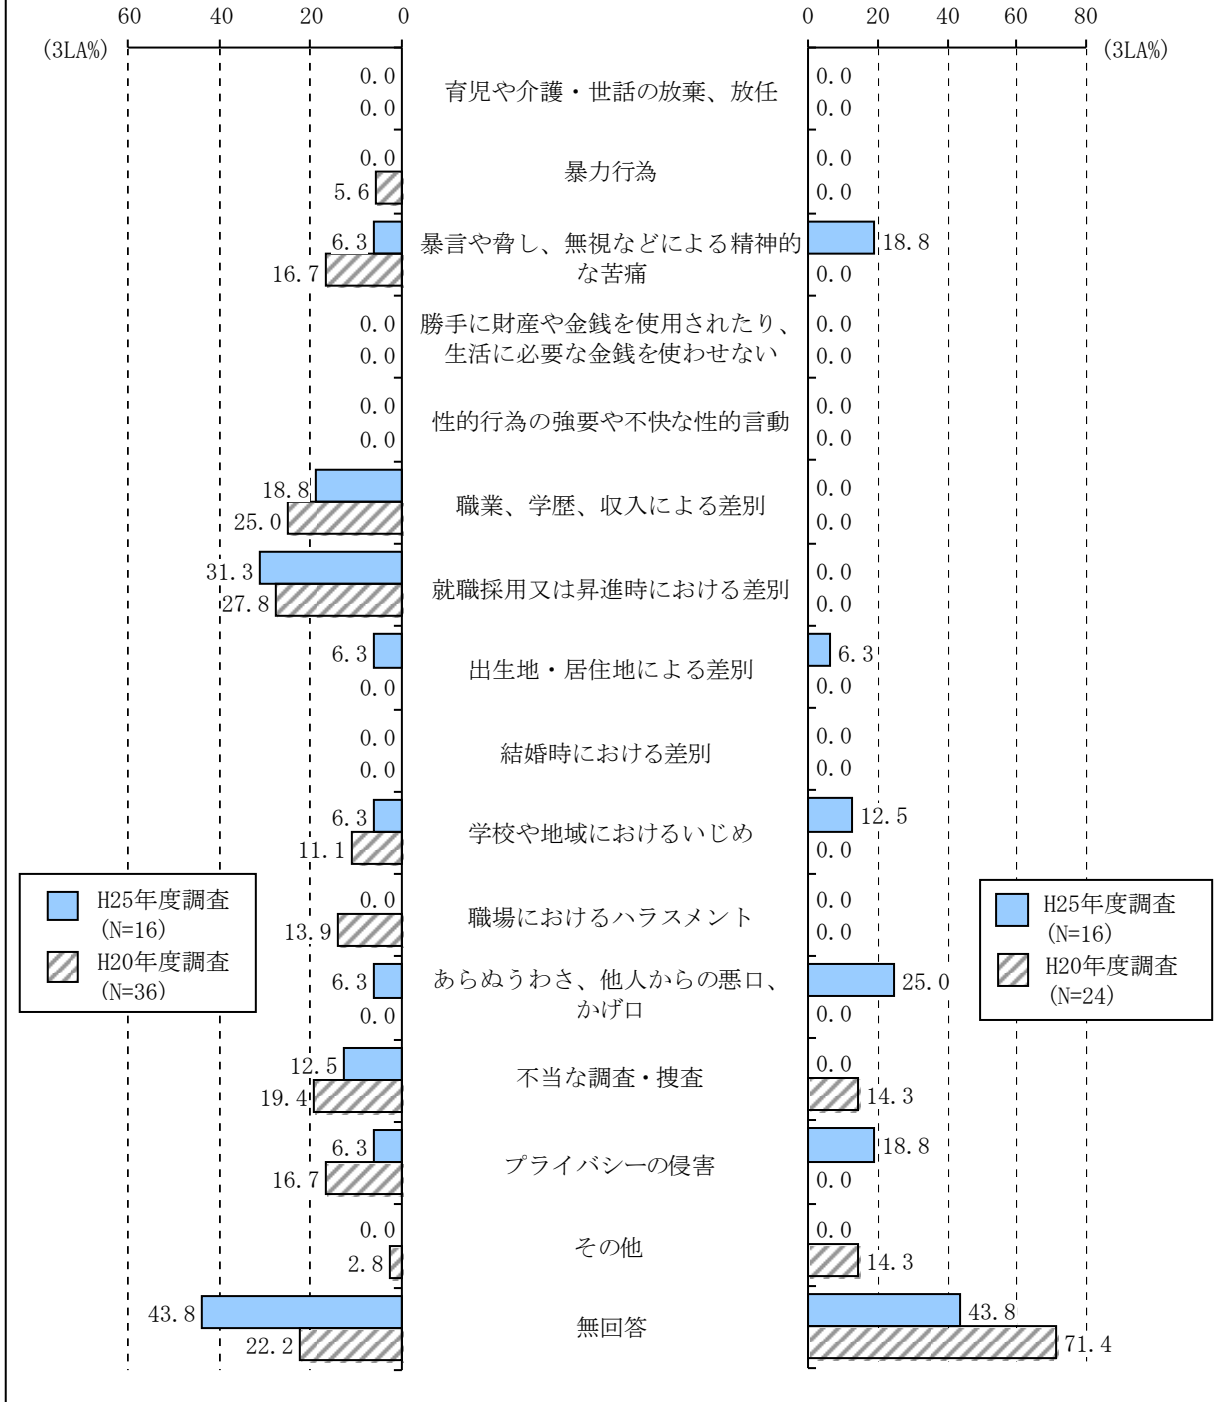 60 40 20 0 0 20 40 60 80
(3LA%) (3LA%)
0.0 0.0
育児や介護・世話の放棄、放任
0.0 0.0
0.0 0.0
暴力行為
5.6 0.0
6.3 暴言や脅し、無視などによる精神的 18.8
16.7 な苦痛 0.0
0.0 勝手に財産や金銭を使用されたり、 0.0
0.0 生活に必要な金銭を使わせない 0.0
0.0 0.0
性的行為の強要や不快な性的言動
0.0 0.0
18.8 0.0
職業、学歴、収入による差別
25.0 0.0
31.3 0.0
就職採用又は昇進時における差別
27.8 0.0
6.3 6.3
出生地・居住地による差別
0.0 0.0
0.0 0.0
結婚時における差別
0.0 0.0
6.3 12.5
学校や地域におけるいじめ
11.1 0.0
0.0 0.0
職場におけるハラスメント
13.9 0.0
6.3 あらぬうわさ、他人からの悪口、 25.0
0.0 かげ口 0.0
12.5 0.0
不当な調査・捜査
19.4 14.3
6.3 18.8
プライバシーの侵害
16.7 0.0
0.0 0.0
その他
2.8 14.3
43.8 43.8
無回答
22.2 71.4
H25年度調査
(N=16)
H20年度調査
(N=36)
H25年度調査
(N=16)
H20年度調査
(N=24)